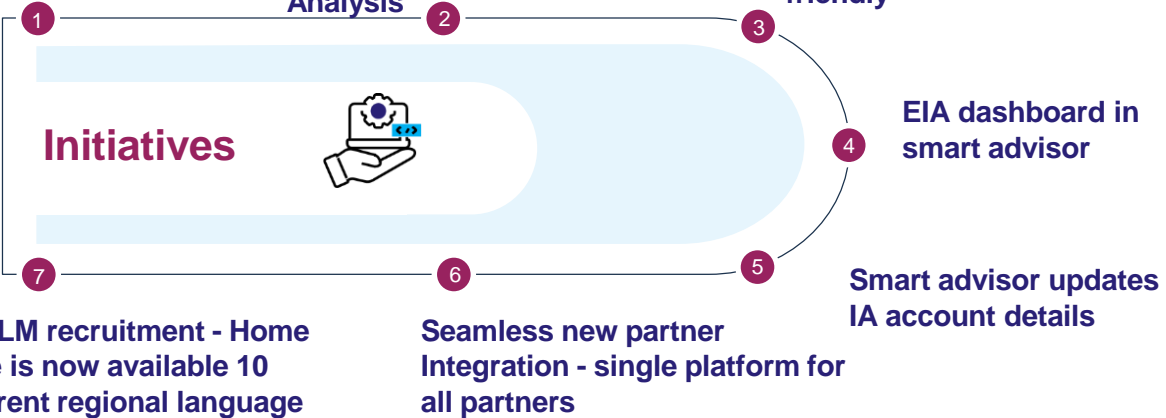 Analysis
friendly
1
2
3
Initiatives
EIA dashboard in
smart advisor
4
7
6
5
Smart advisor updates
IA account details
LM recruitment - Home
is now available 10
rent regional language
Seamless new partner
Integration - single platform for
all partners